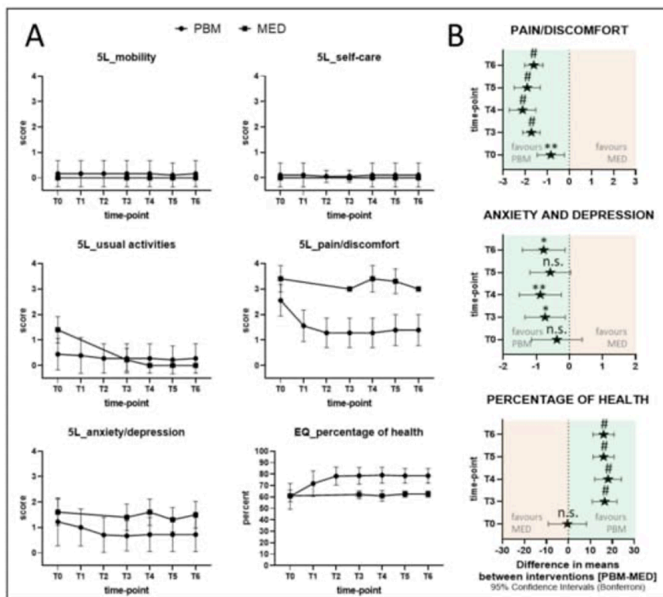 A
PBM MED
5L_mobility
score
4
3
2
1
0
T0 T1 T2 T3 T4 T5 T6
time-point
5L_self-care
score
4
3
2
1
0
T0 T1 T2 T3 T4 T5 T6
time-point
5L_usual activities
score
4
3
2
1
0
T0 T1 T2 T3 T4 T5 T6
time-point
5L_pain/discomfort
score
4
3
2
1
0
T0 T1 T2 T3 T4 T5 T6
time-point
5L_anxiety/depression
score
4
3
2
1
0
T0 T1 T2 T3 T4 T5 T6
time-point
EQ_percentage of health
percent
100
90
80
70
60
50
40
30
20
10
0
T0 T1 T2 T3 T4 T5 T6
time-point
B
PAIN/DISCOMFORT
time-point
T6 #
T5 #
T4 #
T3 #
T0 **
favours PBM
favours MED
-3 -2 -1 0 1 2 3
ANXIETY AND DEPRESSION
time-point
T6 *
T5 n.s.
T4 **
T3 *
T0 n.s.
favours PBM
favours MED
-2 -1 0 1 2
PERCENTAGE OF HEALTH
time-point
T6 #
T5 #
T4 #
T3 #
T0 n.s.
favours MED
favours PBM
-30 -20 -10 0 10 20 30
Difference in means
between interventions [PBM-MED]
95% Confidence Intervals (Bonferroni)